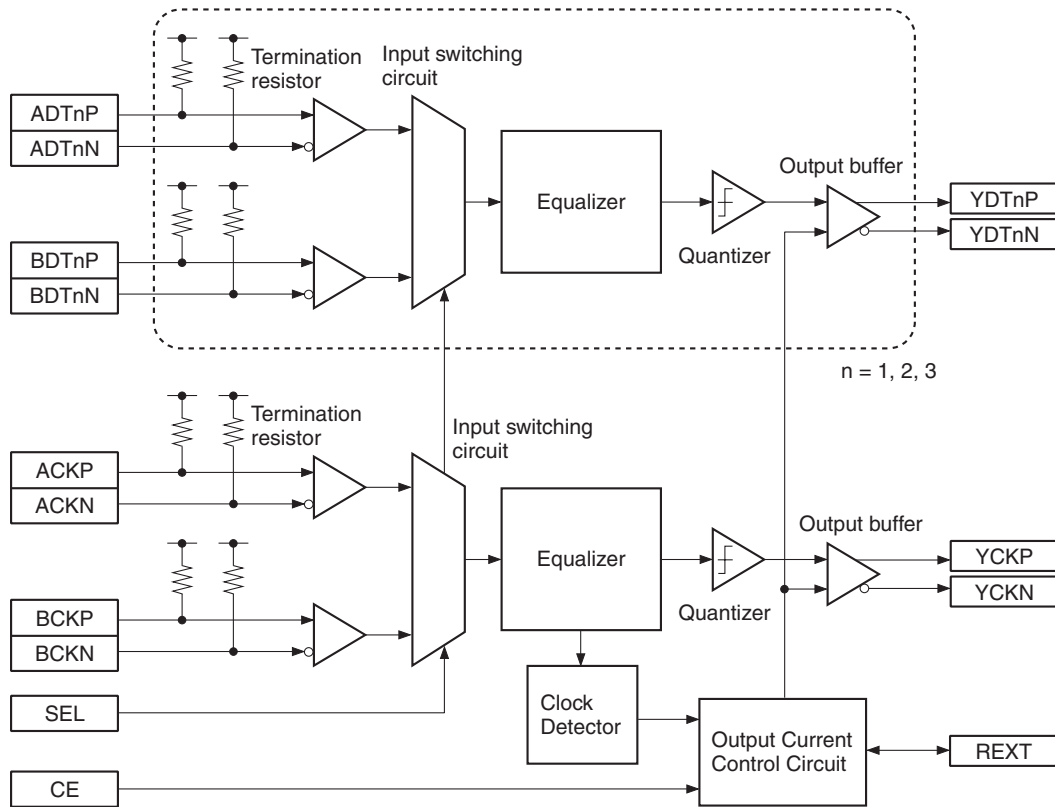 Termination
resistor
Input switching
circuit
ADTnP
ADTnN
Equalizer
Output buffer
YDTnP
YDTnN
Quantizer
BDTnP
BDTnN
n = 1, 2, 3
Termination
resistor
Input switching
circuit
ACKP
ACKN
Equalizer
Output buffer
YCKP
YCKN
Quantizer
BCKP
BCKN
SEL
Clock
Detector
Output Current
Control Circuit
REXT
CE